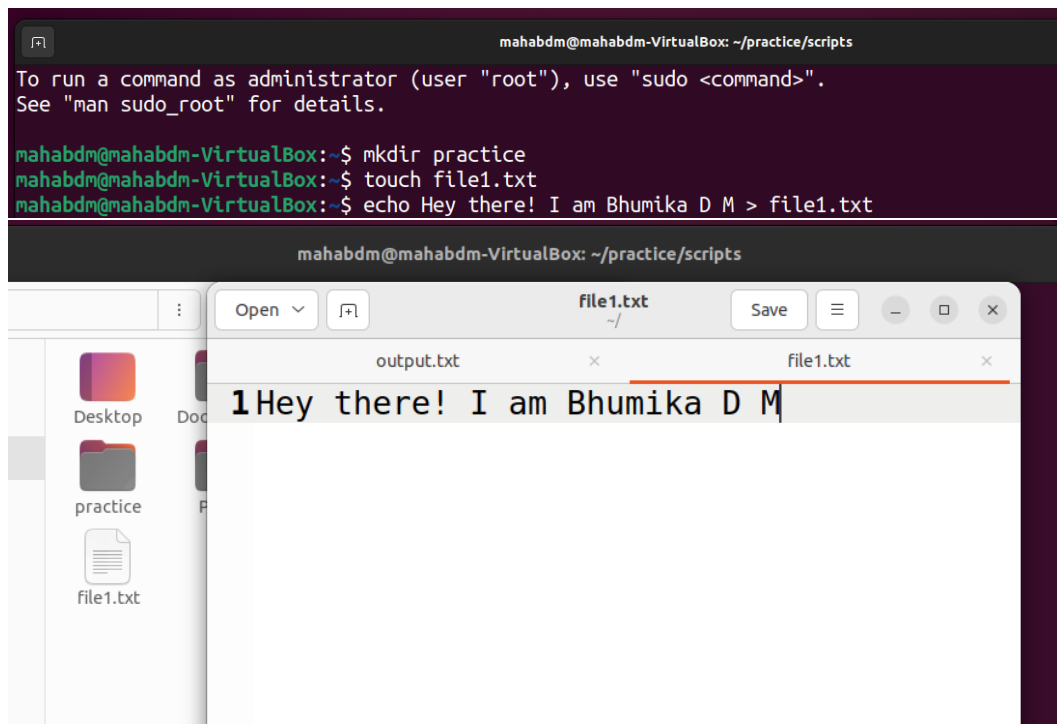 mahabdm@mahabdm-VirtualBox: ~/practice/scripts
To run a command as administrator (user "root"), use "sudo <command>".
See "man sudo_root" for details.
mahabdm@mahabdm-VirtualBox:~$ mkdir practice
mahabdm@mahabdm-VirtualBox:~$ touch file1.txt
mahabdm@mahabdm-VirtualBox:~$ echo Hey there! I am Bhumika D M > file1.txt
mahabdm@mahabdm-VirtualBox: ~/practice/scripts
Open file1.txt Save
~/
output.txt file1.txt
1 Hey there! I am Bhumika D M
Desktop Doc
practice P
file1.txt